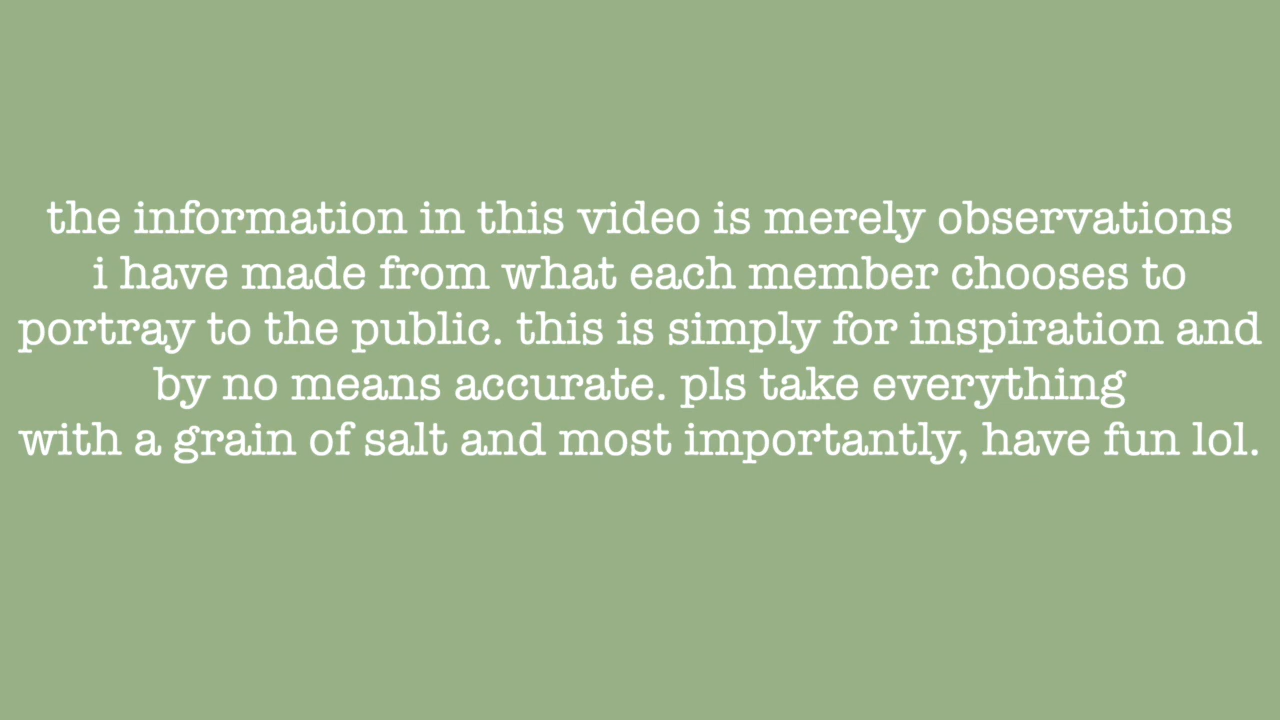 the information in this video is merely observations
i have made from what each member chooses to
portray to the public. this is simply for inspiration and
by no means accurate. pls take everything
with a grain of salt and most importantly, have fun lol.